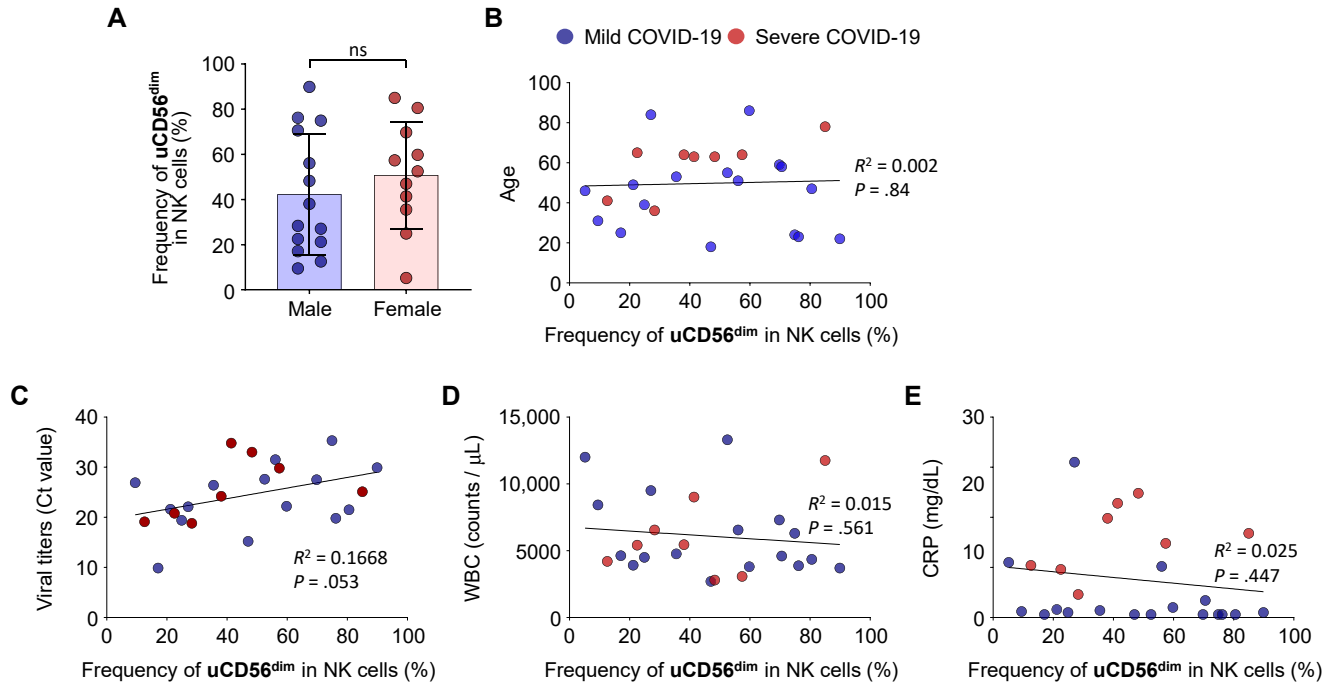 A
ns
Frequency of uCD56dim
in NK cells (%)
100
80
60
40
20
0
Male
Female
B
Mild COVID-19
Severe COVID-19
Age
100
80
60
40
20
0
R2 = 0.002
P = .84
0 20 40 60 80 100
Frequency of uCD56dim in NK cells (%)
C
Viral titers (Ct value)
40
30
20
10
0
R2 = 0.1668
P = .053
0 20 40 60 80 100
Frequency of uCD56dim in NK cells (%)
D
WBC (counts / μL)
15,000
10,000
5000
0
R2 = 0.015
P = .561
0 20 40 60 80 100
Frequency of uCD56dim in NK cells (%)
E
CRP (mg/dL)
30
20
10
0
R2 = 0.025
P = .447
0 20 40 60 80 100
Frequency of uCD56dim in NK cells (%)